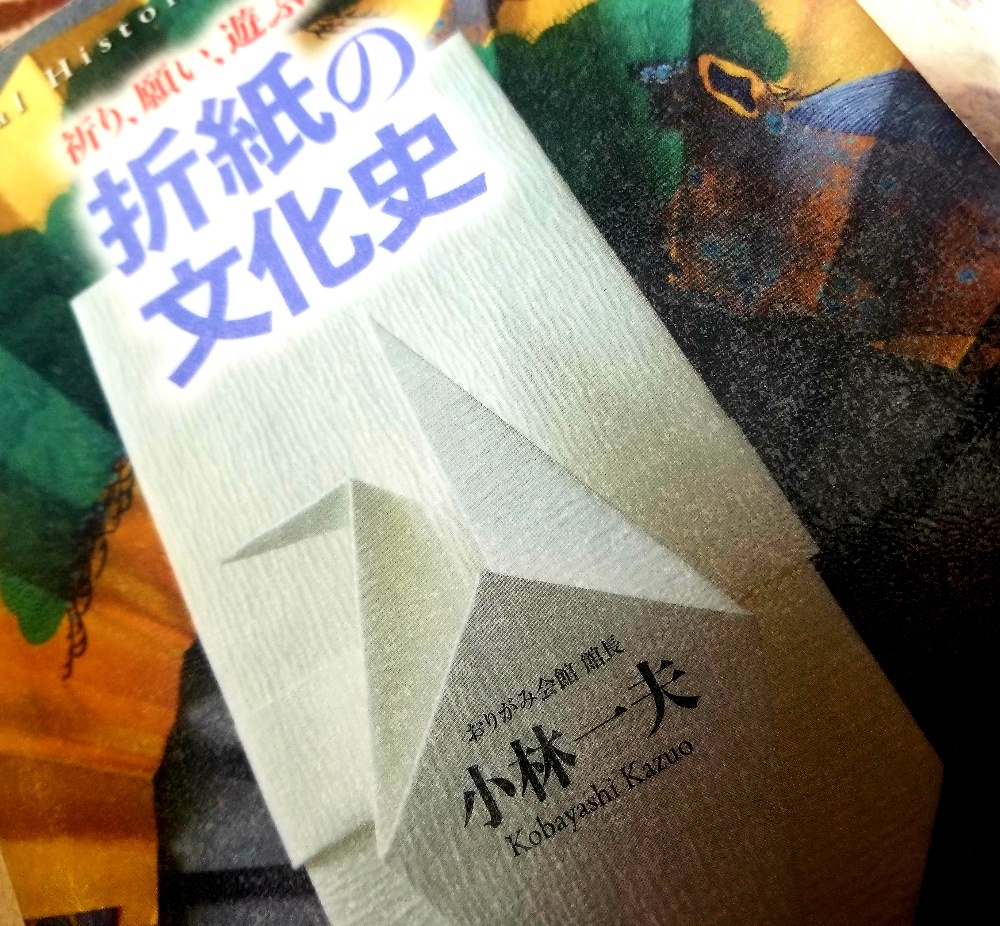 Histor
祈り、願い、遊ぶ
折紙の
文化史
おりがみ会館 館長
小林一夫
Kobayashi Kazuo